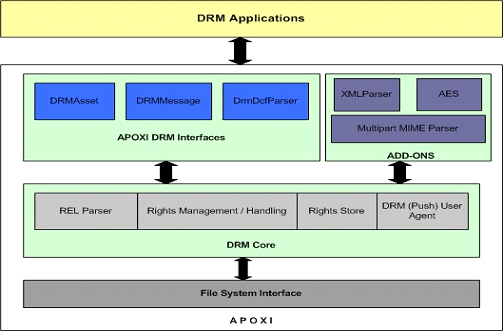 DRM Applications
DRMAsset
DRMMessage
DrmDcfParser
APOXI DRM Interfaces
XMLParser
AES
Multipart MIME Parser
ADD-ONS
REL Parser
Rights Management / Handling
Rights Store
DRM (Push) User
Agent
DRM Core
File System Interface
A P O X I